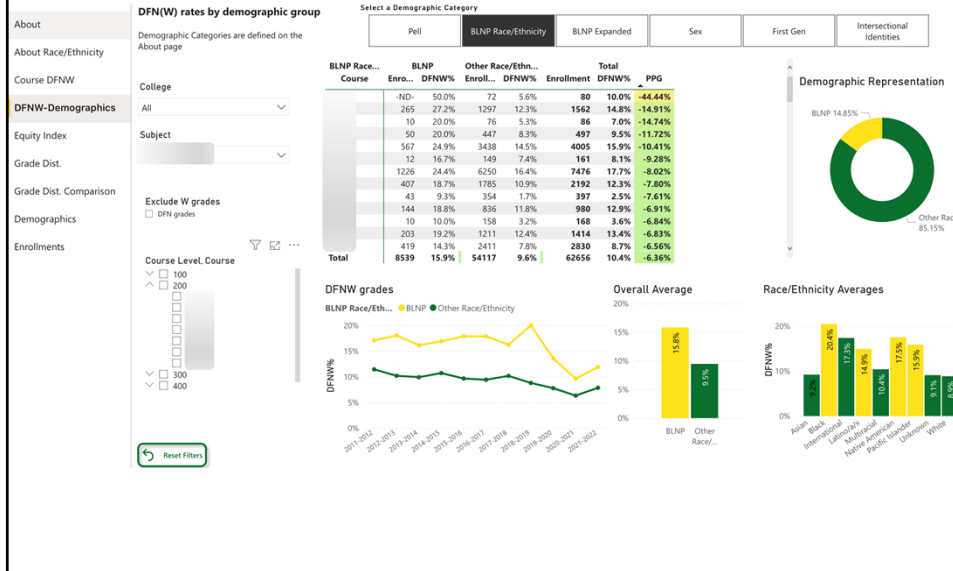 About
About Race/Ethnicity
Course DFNW
DFNW-Demographics
Equity Index
Grade Dist.
Grade Dist. Comparison
Demographics
Enrollments
DFN(W) rates by demographic group
Demographic Categories are defined on the
About page
College
All
Subject
Exclude W grades
DFN grades
Course Level, Course
100
200
300
400
Reset Filters
Select a Demographic Category
Pell
BLNP Race/Ethnicity
BLNP Expanded
Sex
First Gen
Intersectional
Identities
BLNP Race... BLNP Other Race/Ethn... Total
Course Enro... DFNW% Enroll... DFNW% Enrollment DFNW% PPG
-ND- 50.0% 72 5.6% 80 10.0% -44.44%
265 27.2% 1297 12.3% 1562 14.8% -14.91%
10 20.0% 76 5.3% 86 7.0% -14.74%
50 20.0% 447 8.3% 497 9.5% -11.72%
567 24.9% 3438 14.5% 4005 15.9% -10.41%
12 16.7% 149 7.4% 161 8.1% -9.28%
1226 24.4% 6250 16.4% 7476 17.7% -8.02%
407 18.7% 1785 10.9% 2192 12.3% -7.80%
43 9.3% 354 1.7% 397 2.5% -7.61%
144 18.8% 836 11.8% 980 12.9% -6.91%
10 10.0% 158 3.2% 168 3.6% -6.84%
203 19.2% 1211 12.4% 1414 13.4% -6.83%
419 14.3% 2411 7.8% 2830 8.7% -6.56%
Total 8539 15.9% 54117 9.6% 62656 10.4% -6.36%
Demographic Representation
BLNP 14.85%
Other Rac
85.15%
DFNW grades
BLNP Race/Eth... BLNP Other Race/Ethnicity
DFNW%
20%
15%
10%
5%
0%
2011-2012
2012-2013
2013-2014
2014-2015
2015-2016
2016-2017
2017-2018
2018-2019
2019-2020
2020-2021
2021-2022
Overall Average
20%
15%
10%
5%
0%
15.8%
9.5%
BLNP
Other
Race/...
Race/Ethnicity Averages
DFNW%
20%
10%
0%
9.2%
20.4%
17.3%
14.9%
10.4%
17.5%
15.9%
9.1%
8.9%
Asian
Black
International
Latino/a/x
Multiracial
Native American
Pacific Islander
Unknown
White